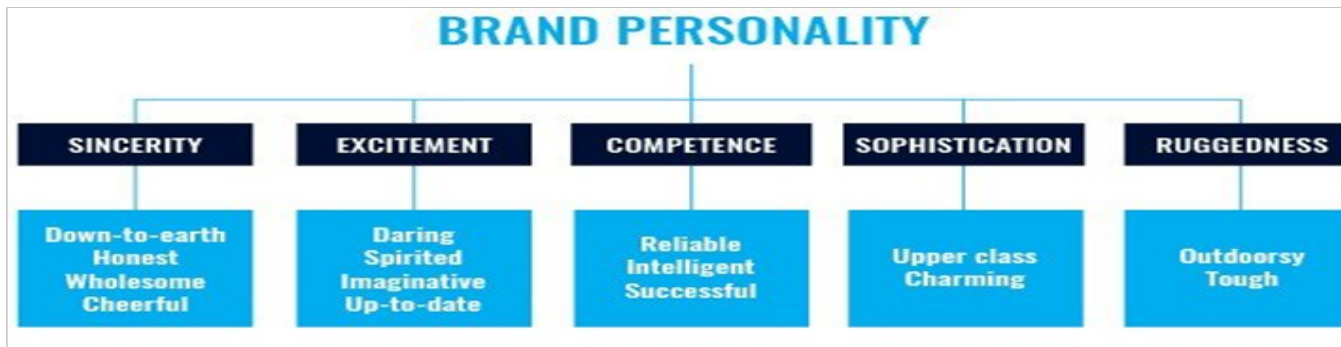 BRAND PERSONALITY
SINCERITY
Down-to-earth
Honest
Wholesome
Cheerful
EXCITEMENT
Daring
Spirited
Imaginative
Up-to-date
COMPETENCE
Reliable
Intelligent
Successful
SOPHISTICATION
Upper class
Charming
RUGGEDNESS
Outdoorsy
Tough